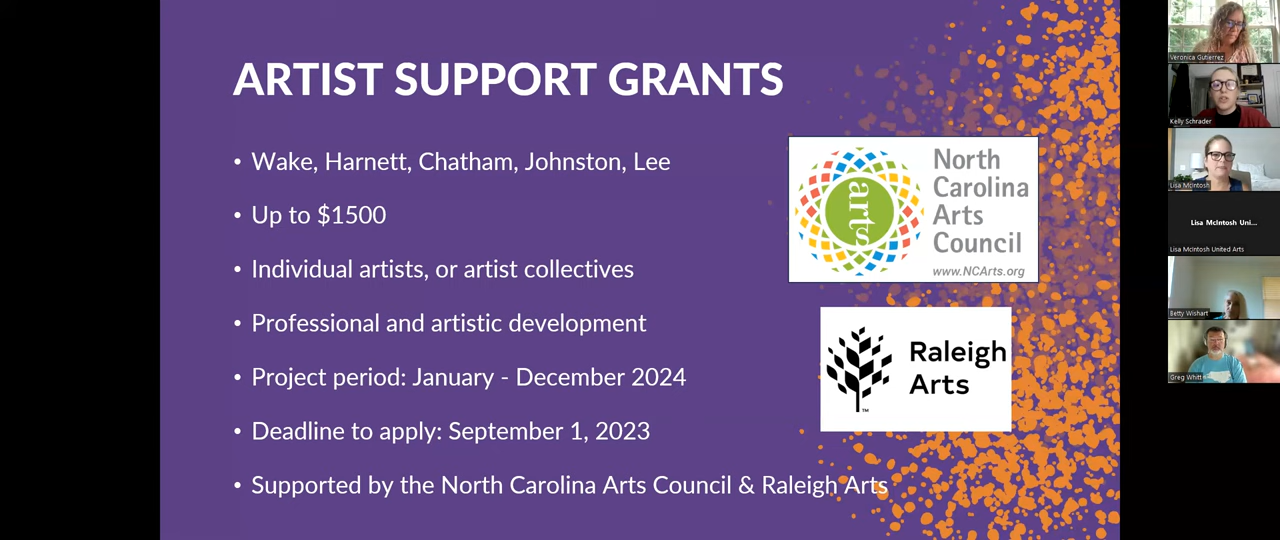 ARTIST SUPPORT GRANTS
• Wake, Harnett, Chatham, Johnston, Lee
• Up to $1500
• Individual artists, or artist collectives
• Professional and artistic development
• Project period: January - December 2024
• Deadline to apply: September 1, 2023
• Supported by the North Carolina Arts Council & Raleigh Arts
arts
North
Carolina
Arts
Council
www.NCArts.org
Raleigh
Arts
TM
Veronica Gutierrez
Kelly Schrader
Lisa McIntosh
Lisa McIntosh Uni...
Lisa McIntosh United Arts
Betty Wishart
Greg Whitt